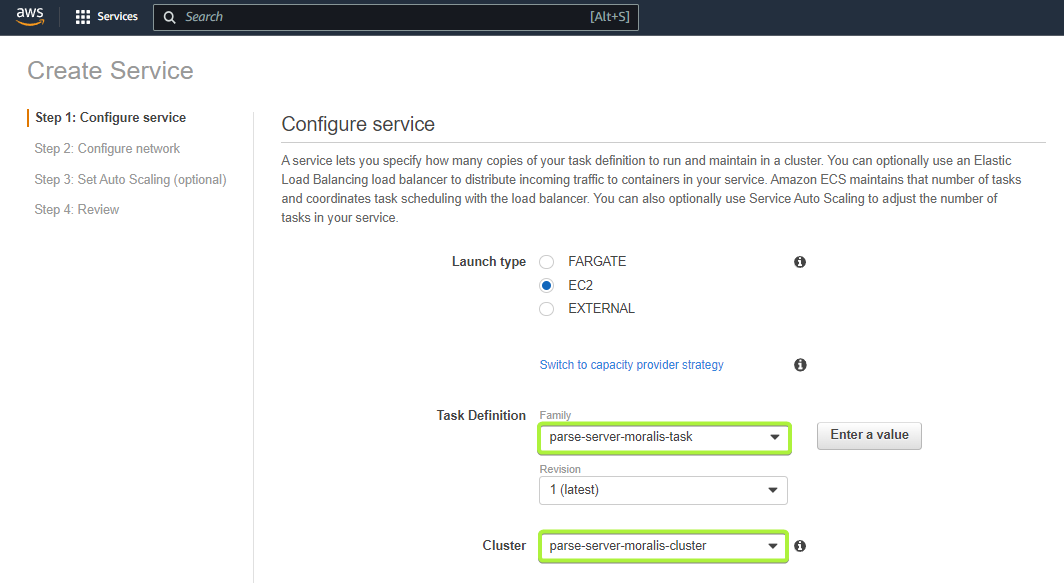 aws
Services
Search
[Alt+S]
Create Service
Step 1: Configure service
Step 2: Configure network
Step 3: Set Auto Scaling (optional)
Step 4: Review
Configure service
A service lets you specify how many copies of your task definition to run and maintain in a cluster. You can optionally use an Elastic
Load Balancing load balancer to distribute incoming traffic to containers in your service. Amazon ECS maintains that number of tasks
and coordinates task scheduling with the load balancer. You can also optionally use Service Auto Scaling to adjust the number of
tasks in your service.
Launch type
FARGATE
EC2
EXTERNAL
Switch to capacity provider strategy
Task Definition
Family
parse-server-moralis-task
Enter a value
Revision
1 (latest)
Cluster
parse-server-moralis-cluster